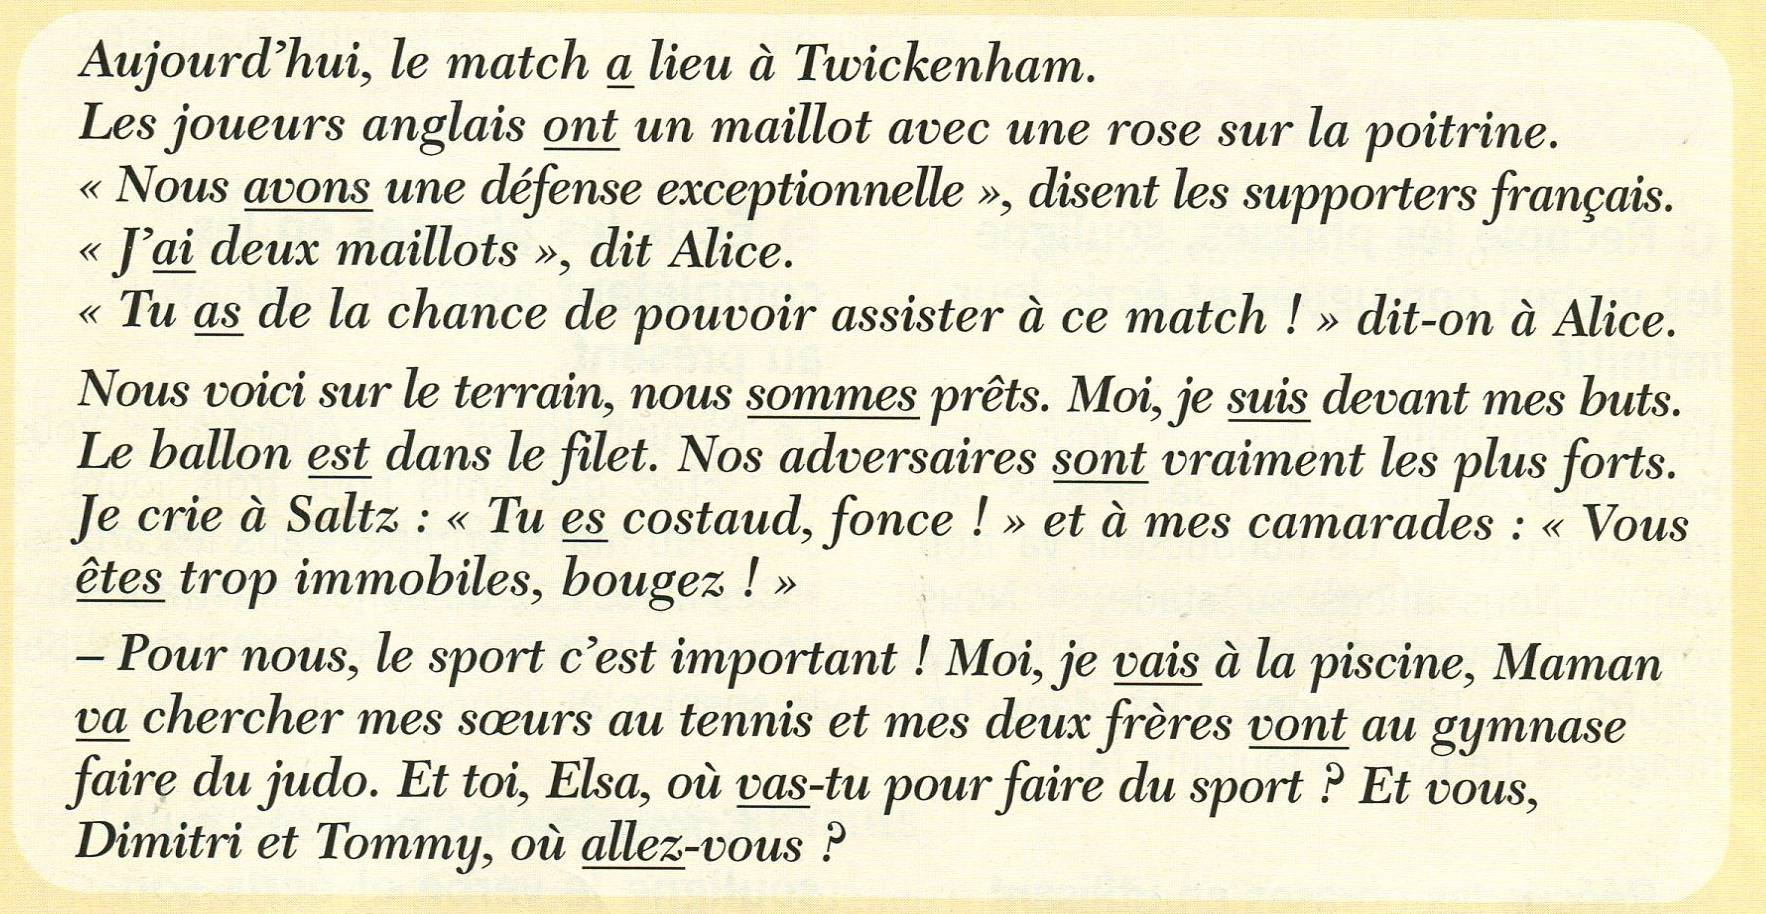 Aujourd'hui, le match a lieu à Twickenham.
Les joueurs anglais ont un maillot avec une rose sur la poitrine.
« Nous avons une défense exceptionnelle », disent les supporters français.
« J'ai deux maillots », dit Alice.
« Tu as de la chance de pouvoir assister à ce match ! » dit-on à Alice.
Nous voici sur le terrain, nous sommes prêts. Moi, je suis devant mes buts.
Le ballon est dans le filet. Nos adversaires sont vraiment les plus forts.
Je crie à Saltz : « Tu es costaud, fonce ! » et à mes camarades : « Vous
êtes trop immobiles, bougez ! »
– Pour nous, le sport c'est important ! Moi, je vais à la piscine, Maman
va chercher mes sœurs au tennis et mes deux frères vont au gymnase
faire du judo. Et toi, Elsa, où vas-tu pour faire du sport ? Et vous,
Dimitri et Tommy, où allez-vous ?